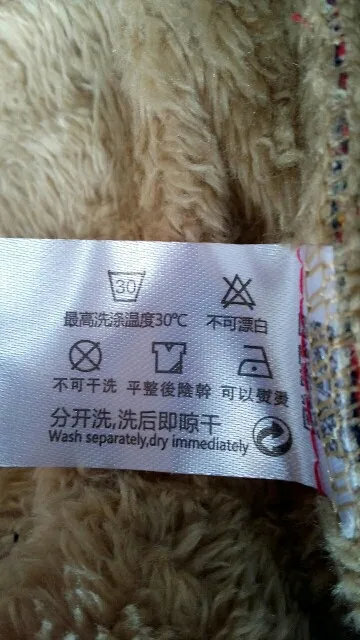 30
最高洗涤温度30℃ 不可漂白
不可干洗 平整後陰幹 可以熨燙
分开洗,洗后即晾干
Wash separately,dry immediately